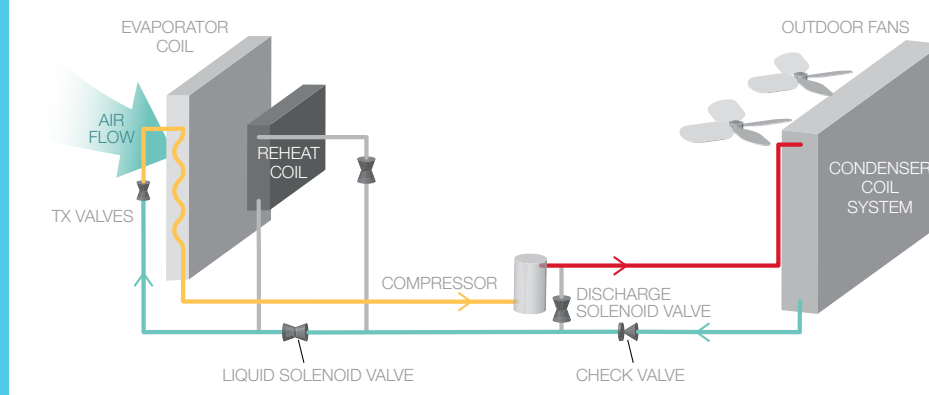 EVAPORATOR
COIL
OUTDOOR FANS
AIR
FLOW
REHEAT
COIL
CONDENSER
COIL
SYSTEM
TX VALVES
COMPRESSOR
DISCHARGE
SOLENOID VALVE
LIQUID SOLENOID VALVE
CHECK VALVE